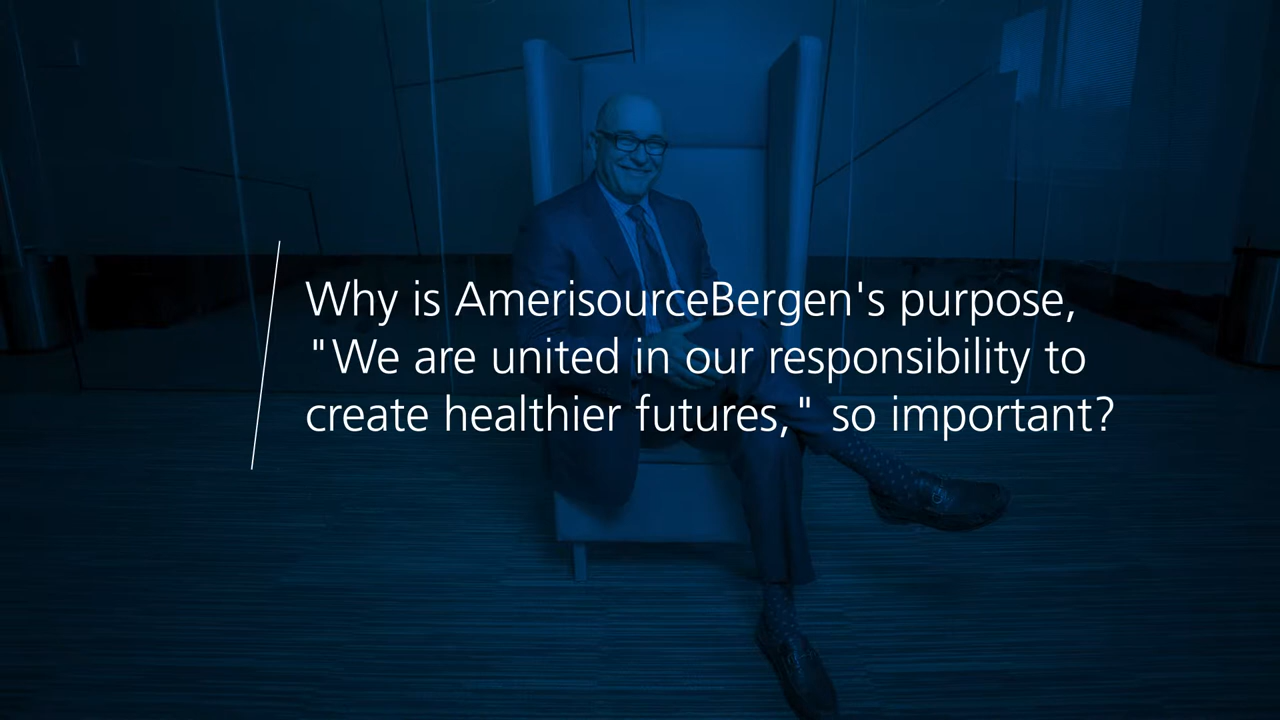 Why is AmerisourceBergen's purpose,
"We are united in our responsibility to
create healthier futures," so important?